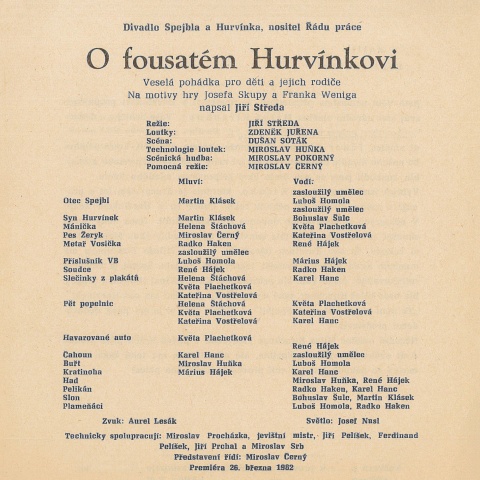 Divadlo Spejbla a Hurvínka, nositel Řádu práce
O fousatém Hurvínkovi
Veselá pohádka pro děti a jejich rodiče
Na motivy hry Josefa Skupy a Franka Weniga
napsal Jiří Středa
Režie: JIŘÍ STŘEDA
Loutky: ZDENĚK JUŘENA
Scéna: DUŠAN SOTÁK
Technologie loutek: MIROSLAV HUŇKA
Scénická hudba: MIROSLAV POKORNÝ
Pomocná režie: MIROSLAV ČERNÝ
Mluví: Vodí:
zasloužilý umělec
Otec Spejbl Martin Klásek Luboš Homola
zasloužilý umělec
Syn Hurvínek Martin Klásek Bohuslav Šulc
Mánička Helena Štáchová Květa Plachetková
Pes Žeryk Miroslav Černý Kateřina Vostřelová
Metař Vosička Radko Haken René Hájek
zasloužilý umělec
Příslušník VB Luboš Homola Márius Hájek
Soudce René Hájek Radko Haken
Slečinky z plakátů Helena Štáchová Karel Hanc
Květa Plachetková
Kateřina Vostřelová
Pět popelnic Helena Štáchová Květa Plachetková
Květa Plachetková Kateřina Vostřelová
Kateřina Vostřelová Karel Hanc
Havarované auto Květa Plachetková
René Hájek
Čahoun Karel Hanc zasloužilý umělec
Buřt Miroslav Huňka Luboš Homola
Kratinoha Márius Hájek Karel Hanc
Had Miroslav Huňka, René Hájek
Pelikán Radko Haken, Karel Hanc
Slon Bohuslav Šulc, Martin Klásek
Plameňáci Luboš Homola, Radko Haken
Zvuk: Aurel Lesák Světlo: Josef Nusl
Technicky spolupracují: Miroslav Procházka, jevištní mistr, Jiří Pelíšek, Ferdinand
Pelíšek, Jiří Prchal a Miroslav Srb
Představení řídí: Miroslav Černý
Premiéra 26. března 1982